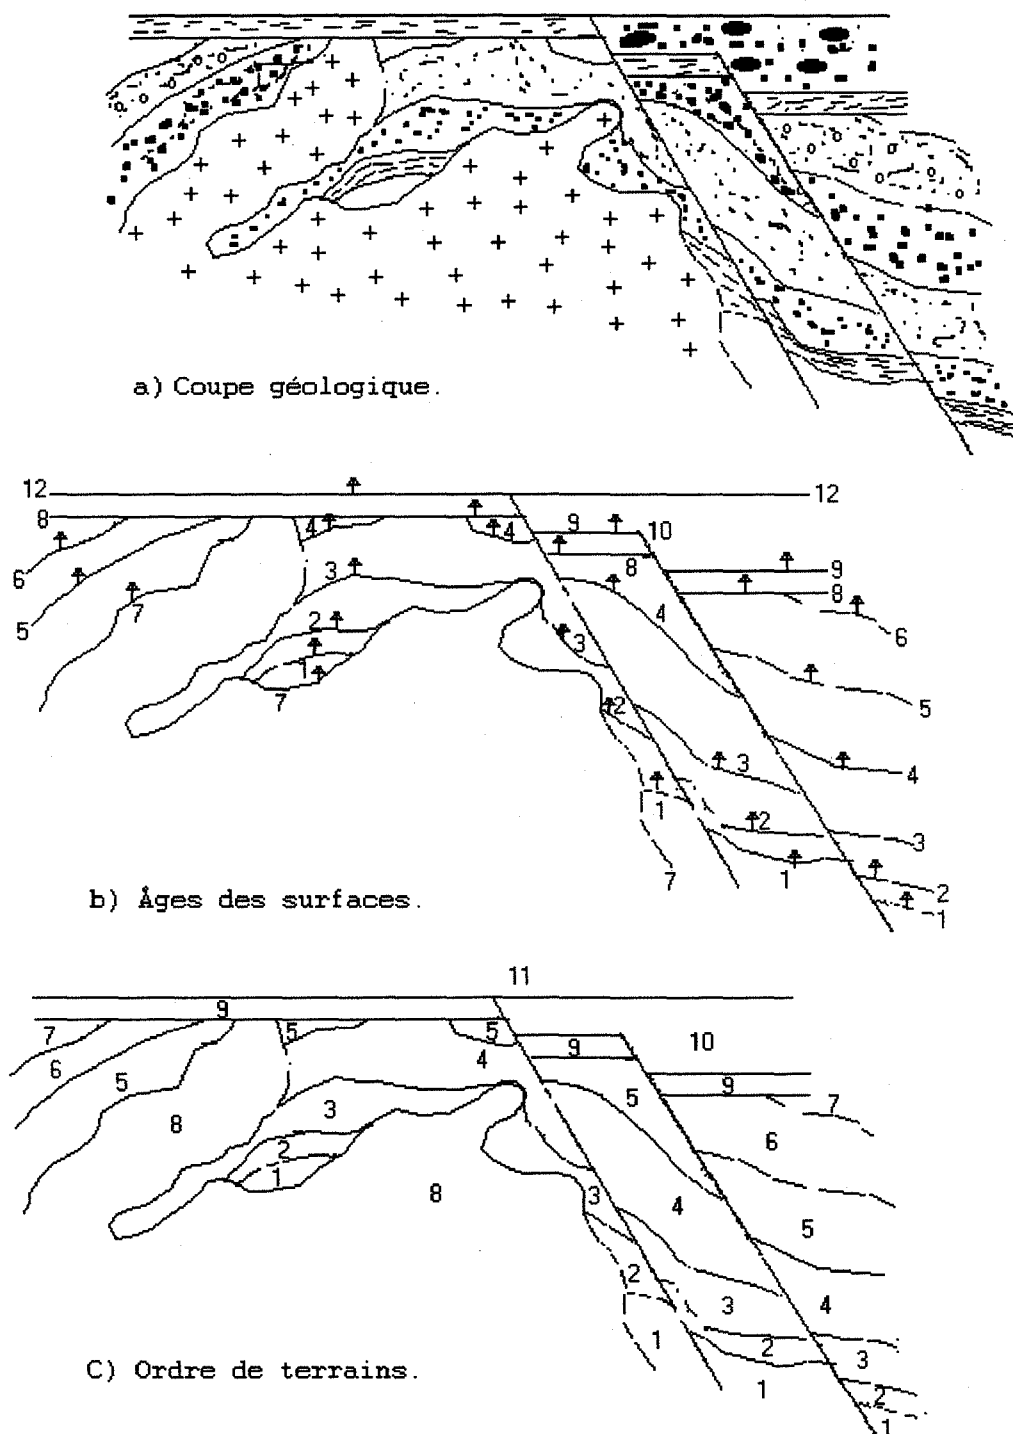 a) Coupe géologique.
12 12
8 4 4 9 10
6 3 8 9
5 7 2 3 4 8
1 6
7 2 5
3 4
1 2 3
7 1 2
1
b) Âges des surfaces.
11
9
7 5 5 9 10
6 5 4 5 9 7
8 3 6
2
1 8 3 4 5
2 3 4
1 2 3
1 2
1
C) Ordre de terrains.